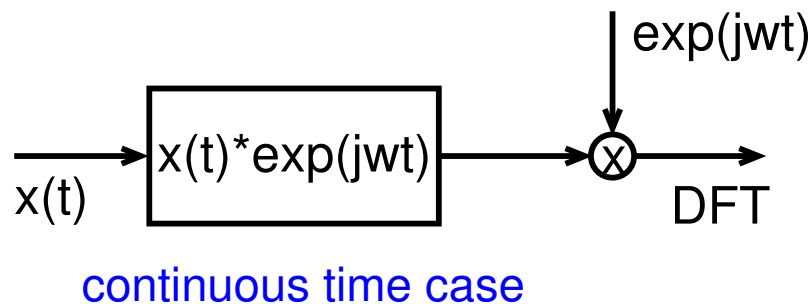 exp(jwt)
x(t)*exp(jwt)
X
x(t)
DFT
continuous time case